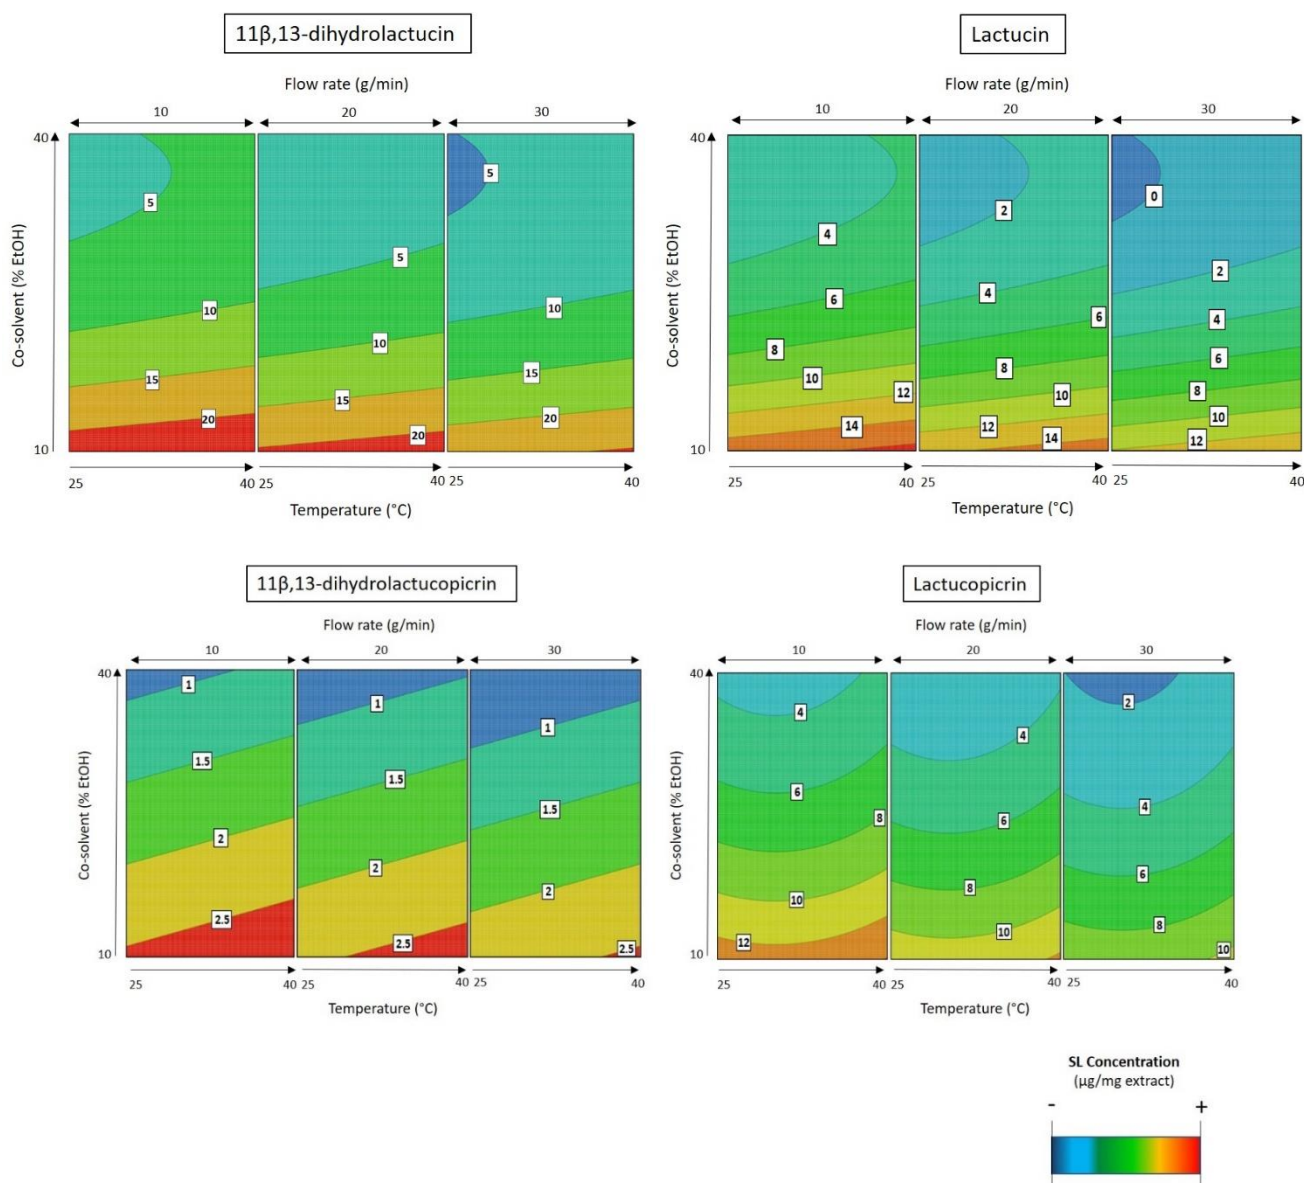 11β,13-dihydrolactucin
Flow rate (g/min)
10 20 30
40
Co-solvent (% EtOH)
10
5
10
15
20
5
10
15
20
5
10
15
20
25 40 25 40 25 40
Temperature (°C)
Lactucin
Flow rate (g/min)
10 20 30
40
Co-solvent (% EtOH)
10
4
6
8
10
12
14
2
4
6
8
10
12
14
0
2
4
6
8
10
12
25 40 25 40 25 40
Temperature (°C)
11β,13-dihydrolactucopicrin
Flow rate (g/min)
10 20 30
40
Co-solvent (% EtOH)
10
1
1.5
2
2.5
1
1.5
2
2.5
1
1.5
2
2.5
25 40 25 40 25 40
Temperature (°C)
Lactucopicrin
Flow rate (g/min)
10 20 30
40
Co-solvent (% EtOH)
10
4
6
8
10
12
4
6
8
10
2
4
6
8
10
25 40 25 40 25 40
Temperature (°C)
SL Concentration
(µg/mg extract)
- +